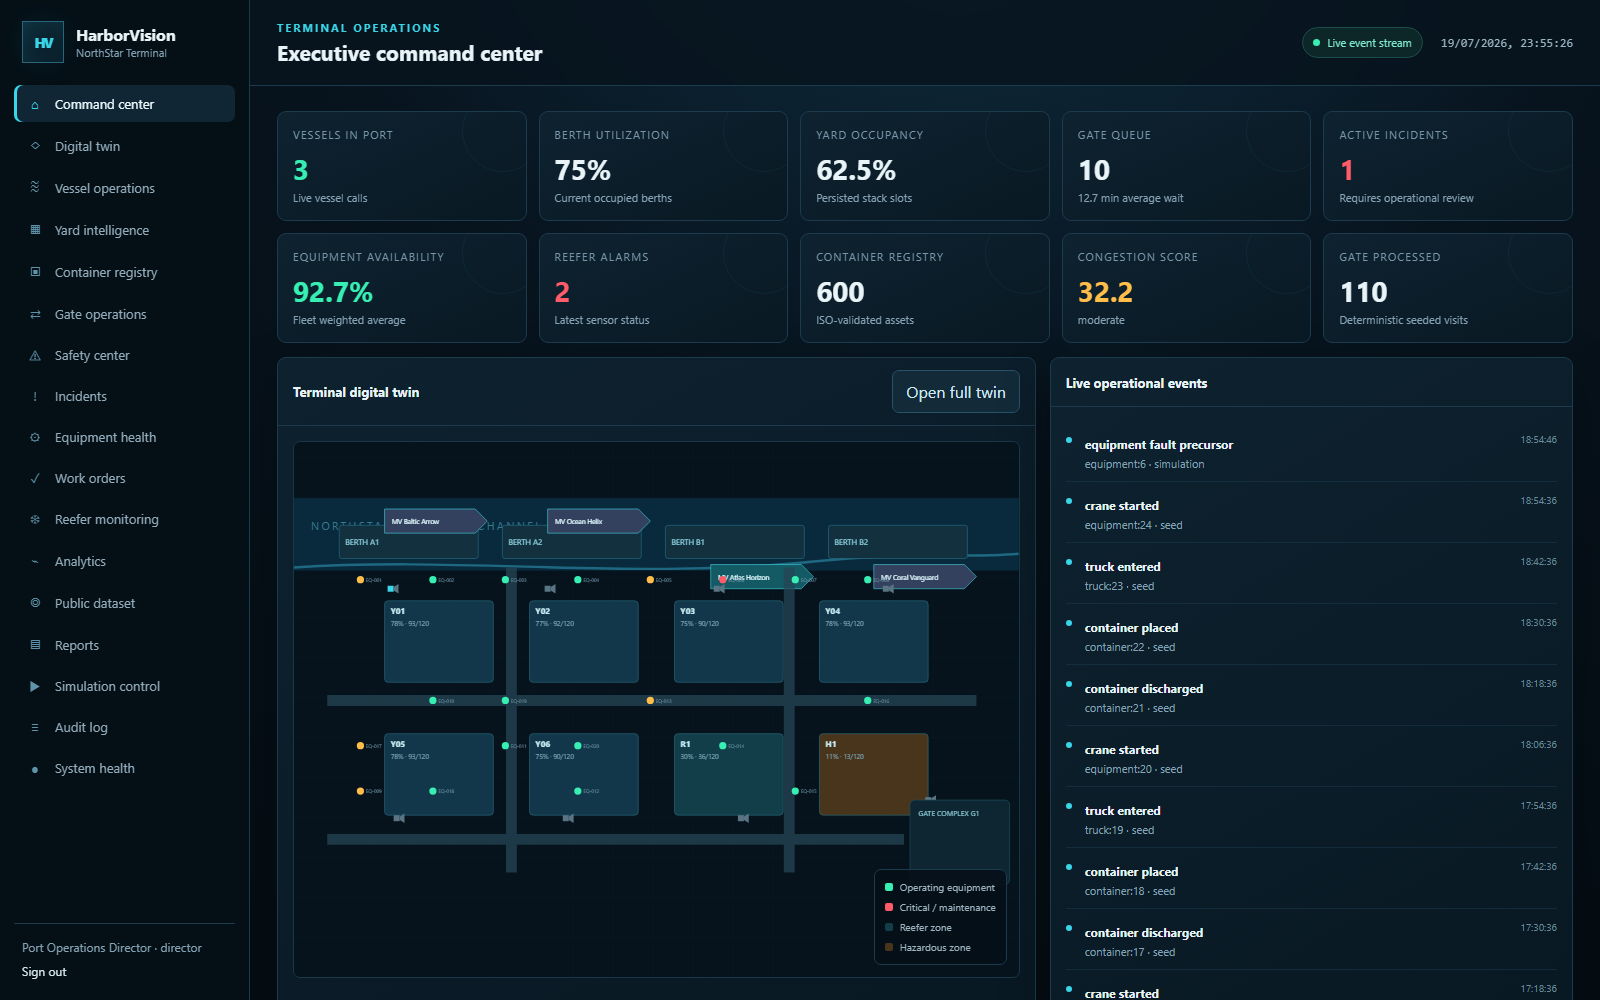 HV
HarborVision
NorthStar Terminal
Command center
Digital twin
Vessel operations
Yard intelligence
Container registry
Gate operations
Safety center
Incidents
Equipment health
Work orders
Reefer monitoring
Analytics
Public dataset
Reports
Simulation control
Audit log
System health
Port Operations Director · director
Sign out
TERMINAL OPERATIONS
Executive command center
Live event stream
19/07/2026, 23:55:26
VESSELS IN PORT
3
Live vessel calls
BERTH UTILIZATION
75%
Current occupied berths
YARD OCCUPANCY
62.5%
Persisted stack slots
GATE QUEUE
10
12.7 min average wait
ACTIVE INCIDENTS
1
Requires operational review
EQUIPMENT AVAILABILITY
92.7%
Fleet weighted average
REEFER ALARMS
2
Latest sensor status
CONTAINER REGISTRY
600
ISO-validated assets
CONGESTION SCORE
32.2
moderate
GATE PROCESSED
110
Deterministic seeded visits
Terminal digital twin
Open full twin
MV Baltic Arrow
MV Ocean Helix
BERTH A1
BERTH A2
BERTH B1
BERTH B2
MV Atlas Horizon
MV Coral Vanguard
EQ-001
EQ-002
EQ-003
EQ-004
EQ-005
Y01
78% · 93/120
Y02
77% · 92/120
Y03
75% · 90/120
Y04
78% · 93/120
Y05
78% · 93/120
Y06
75% · 90/120
R1
30% · 36/120
H1
11% · 13/120
GATE COMPLEX G1
Operating equipment
Critical / maintenance
Reefer zone
Hazardous zone
Live operational events
equipment fault precursor
18:54:46
equipment:6 · simulation
crane started
18:54:36
equipment:24 · seed
truck entered
18:42:36
truck:23 · seed
container placed
18:30:36
container:22 · seed
container discharged
18:18:36
container:21 · seed
crane started
18:06:36
equipment:20 · seed
truck entered
17:54:36
truck:19 · seed
container placed
17:42:36
container:18 · seed
container discharged
17:30:36
container:17 · seed
crane started
17:18:36